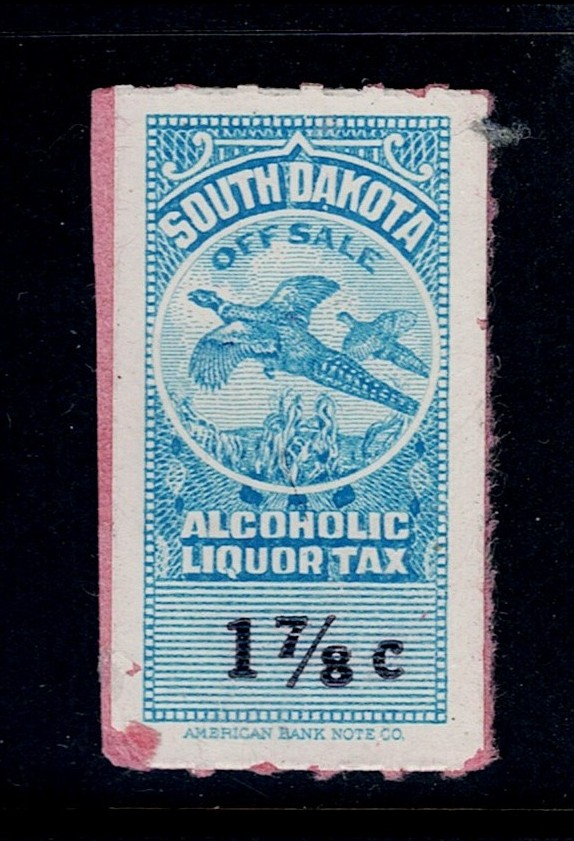 SOUTH DAKOTA
OFF SALE
ALCOHOLIC
LIQUOR TAX
1 7/8 C
AMERICAN BANK NOTE CO.